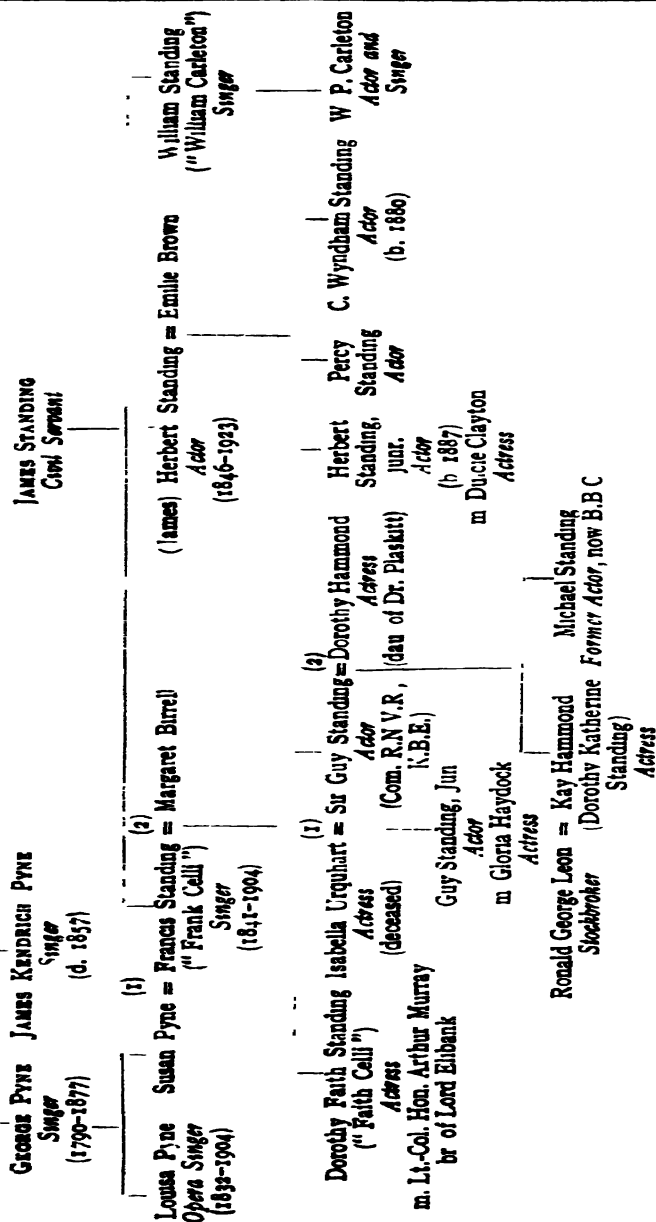 GEORGE PYNE
Singer
(1790-1877)
JAMES KENDRICH PYNE
Singer
(d. 1857)
JAMES STANDING
Civil Servant
Louisa Pyne
Opera Singer
(1832-1904)
(1)
Susan Pyne = Francis Standing = Margaret Birrell
("Frank Celli")
Singer
(1841-1904)
(2)
(James) Herbert Standing = Emilie Brown
Actor
(1846-1923)
William Standing
("William Carleton")
Singer
Dorothy Faith Standing
("Faith Celli")
Actress
m. Lt.-Col. Hon. Arthur Murray
br of Lord Elibank
(1)
(2)
Isabella Urquhart = Sir Guy Standing = Dorothy Hammond
Actress
(deceased)
Actor
(Com. R.N V.R,
K.B.E.)
Actress
(dau of Dr. Plaskitt)
Herbert
Standing,
junr.
Actor
(b 1887)
m Dulcie Clayton
Actress
Percy
Standing
Actor
C. Wyndham Standing
Actor
(b. 1880)
W P. Carleton
Actor and
Singer
Guy Standing, Jun
Actor
m Gloria Haydock
Actress
Ronald George Leon = Kay Hammond
Stockbroker
(Dorothy Katherine
Standing)
Actress
Michael Standing
Former Actor, now B.B C